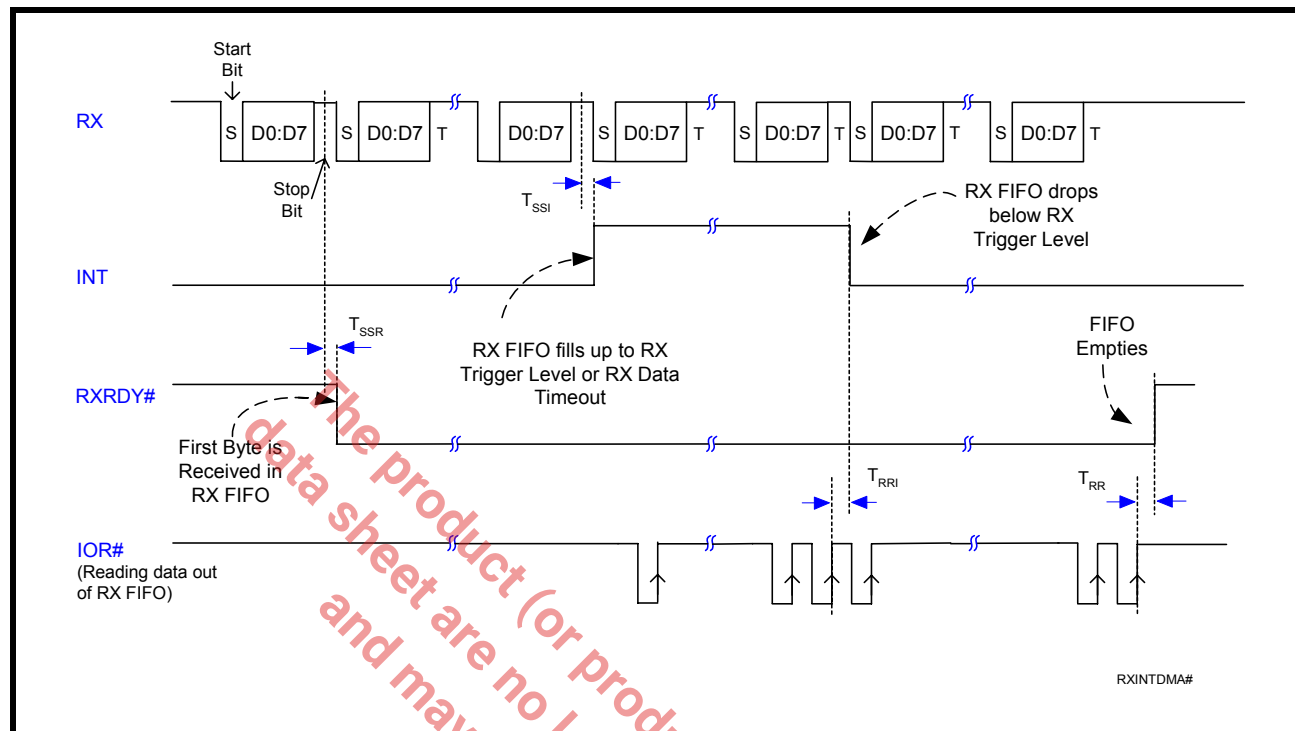 Start
Bit
RX
S D0:D7 S D0:D7 T D0:D7 S D0:D7 T S D0:D7 T S D0:D7 T S D0:D7 T
Stop
Bit
TSSI
RX FIFO drops
below RX
Trigger Level
INT
TSSR
RX FIFO fills up to RX
Trigger Level or RX Data
Timeout
FIFO
Empties
RXRDY#
First Byte is
Received in
RX FIFO
TRRI
TRR
IOR#
(Reading data out
of RX FIFO)
RXINTDMA#
The product (or produ
data sheet are no l
and may